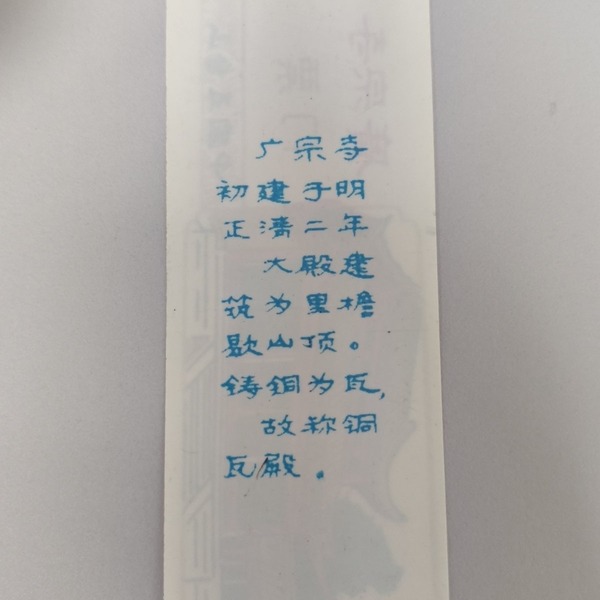 广宗寺
初建于明
正济二年
大殿建
筑为里檐
歇山顶。
铸铜为瓦,
故称铜
瓦殿.